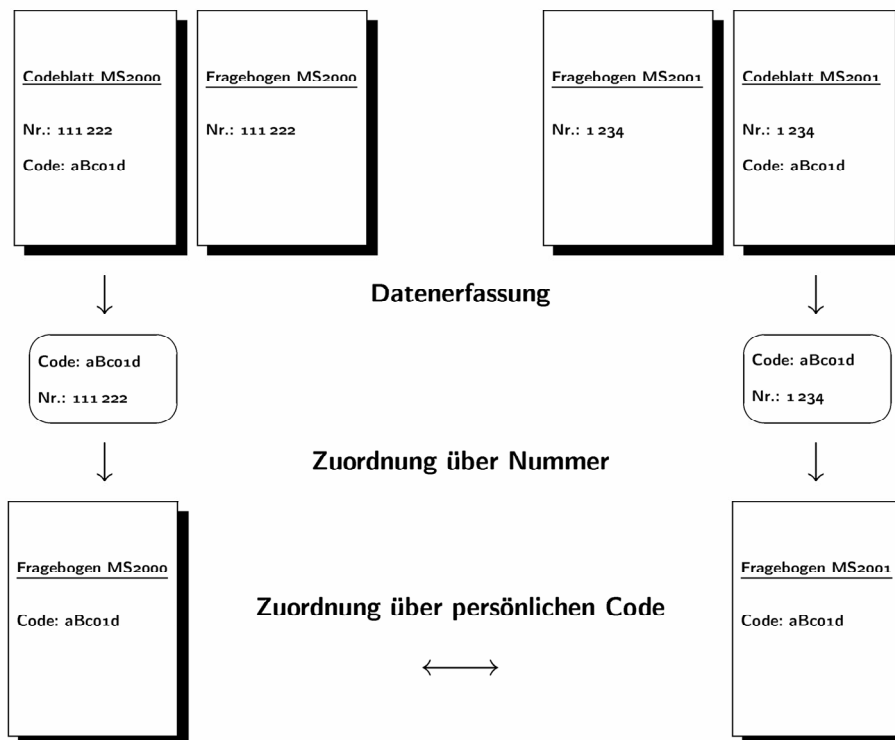 Codeblatt MS2000
Nr.: 111 222
Code: aBc01d
Fragebogen MS2000
Nr.: 111 222
Fragebogen MS2001
Nr.: 1 234
Codeblatt MS2001
Nr.: 1 234
Code: aBc01d
Datenerfassung
Code: aBc01d
Nr.: 111 222
Code: aBc01d
Nr.: 1 234
Zuordnung über Nummer
Fragebogen MS2000
Code: aBc01d
Zuordnung über persönlichen Code
Fragebogen MS2001
Code: aBc01d